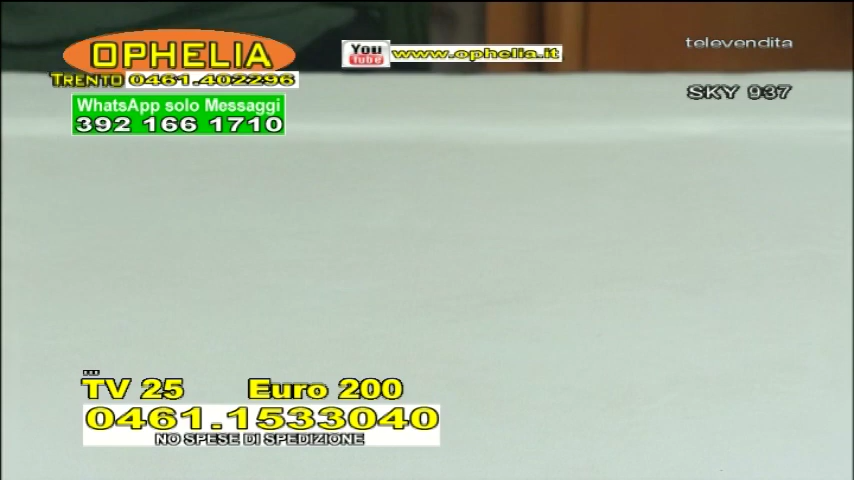 OPHELIA
TRENTO 0461.402296
WhatsApp solo Messaggi
392 166 1710
You Tube www.ophelia.it
televendita
SKY 937
...
TV 25 Euro 200
0461.1533040
NO SPESE DI SPEDIZIONE